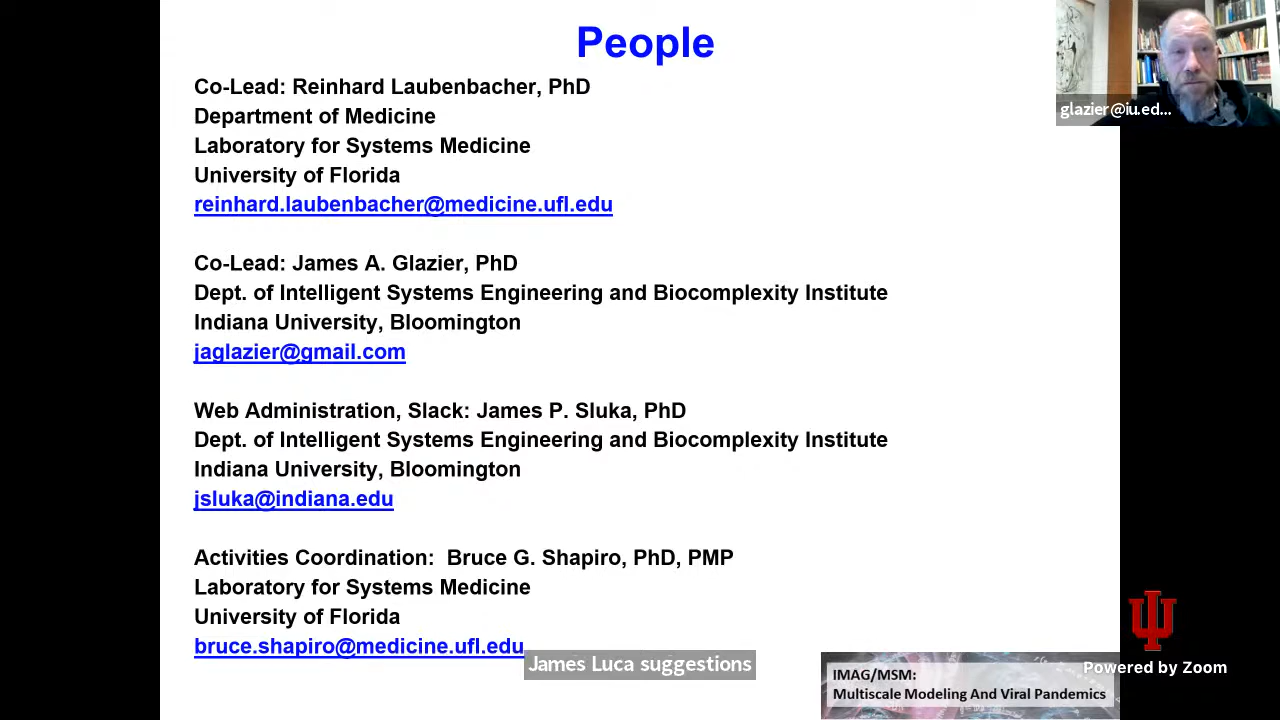 People
Co-Lead: Reinhard Laubenbacher, PhD
Department of Medicine
Laboratory for Systems Medicine
University of Florida
reinhard.laubenbacher@medicine.ufl.edu
Co-Lead: James A. Glazier, PhD
Dept. of Intelligent Systems Engineering and Biocomplexity Institute
Indiana University, Bloomington
jaglazier@gmail.com
Web Administration, Slack: James P. Sluka, PhD
Dept. of Intelligent Systems Engineering and Biocomplexity Institute
Indiana University, Bloomington
jsluka@indiana.edu
Activities Coordination:  Bruce G. Shapiro, PhD, PMP
Laboratory for Systems Medicine
University of Florida
bruce.shapiro@medicine.ufl.edu
James Luca suggestions
glazier@iu.ed...
IMAG/MSM:
Multiscale Modeling And Viral Pandemics
Powered by Zoom